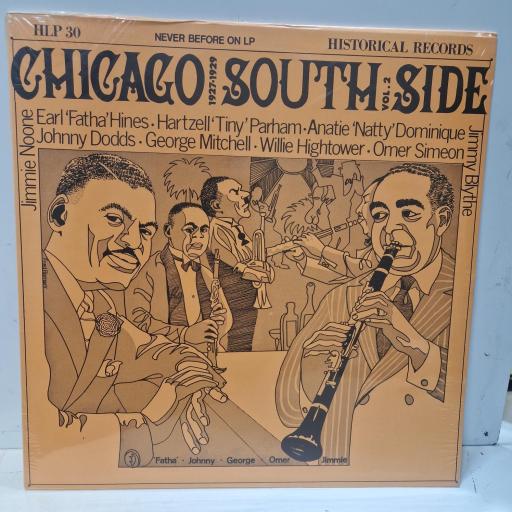 HLP 30
NEVER BEFORE ON LP
HISTORICAL RECORDS
CHICAGO 1927-1929 SOUTH VOL. 2 SIDE
Earl 'Fatha' Hines · Hartzell 'Tiny' Parham · Anatie 'Natty' Dominique
Johnny Dodds · George Mitchell · Willie Hightower · Omer Simeon
Jimmie Noone
Jimmy Blythe
'Fatha' · Johnny · George · Omer · Jimmie